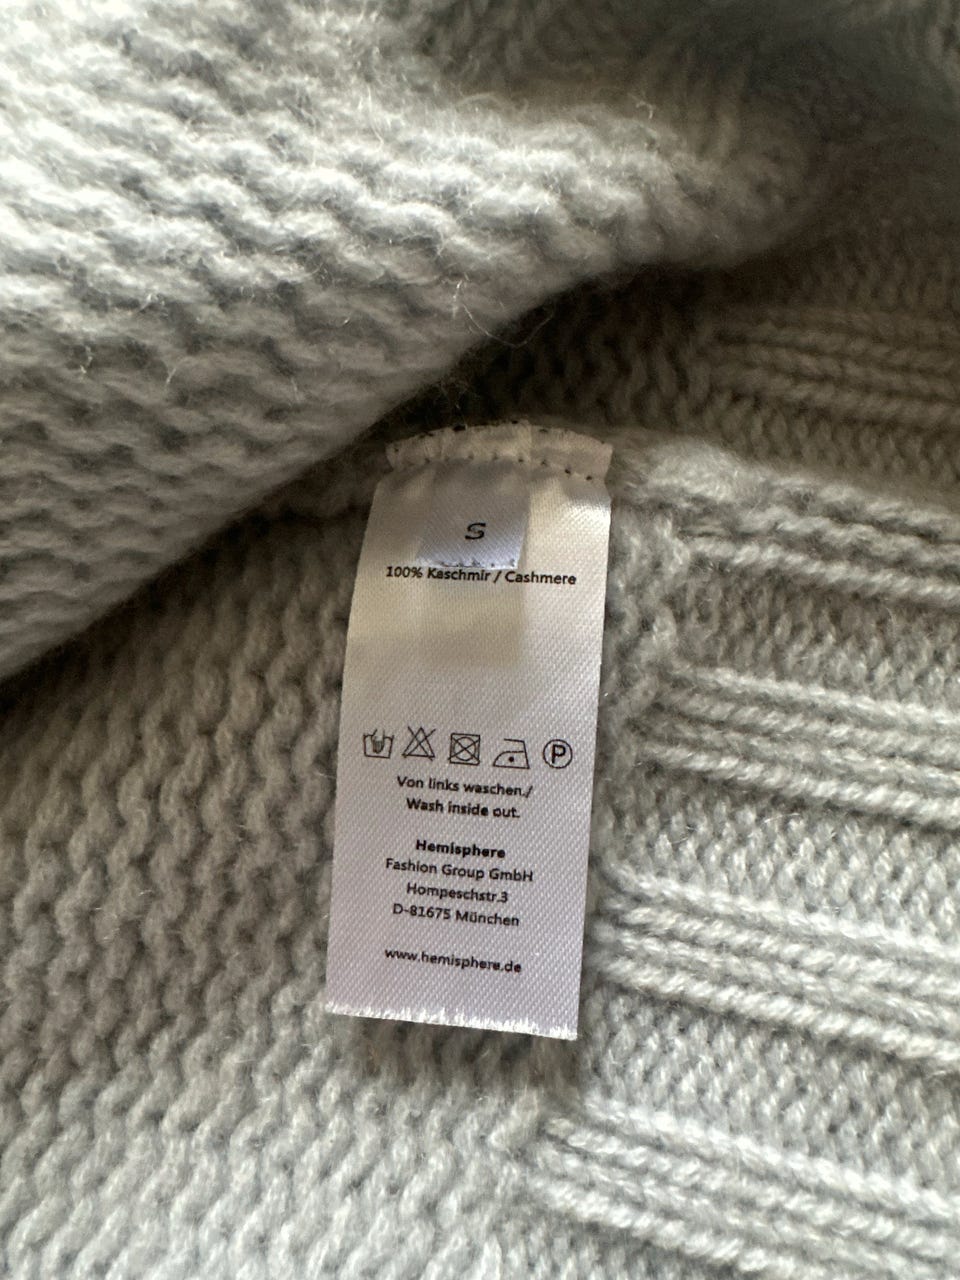 S
100% Kaschmir / Cashmere
P
Von links waschen./
Wash inside out.
Hemisphere
Fashion Group GmbH
Hompeschstr.3
D-81675 München
www.hemisphere.de